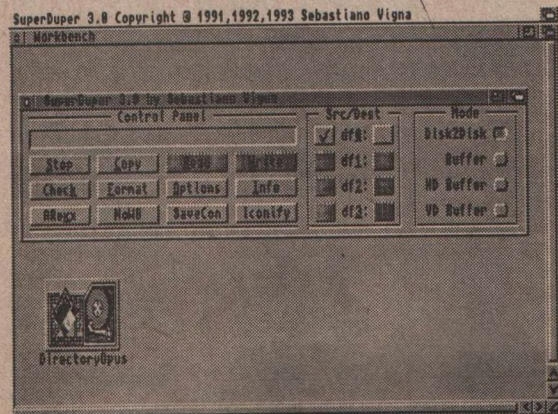 SuperDuper 3.0 Copyright © 1991,1992,1993 Sebastiano Vigna
Workbench
SuperDuper 3.0 by Sebastiano Vigna
Control Panel
Src/Dest
Mode
df0:
Disk2Disk
Stop
Copy
Read
Write
df1:
Buffer
Check
Format
Options
Info
df2:
HD Buffer
ARexx
NoWB
SaveCon
Iconify
df3:
VD Buffer
DirectoryOpus